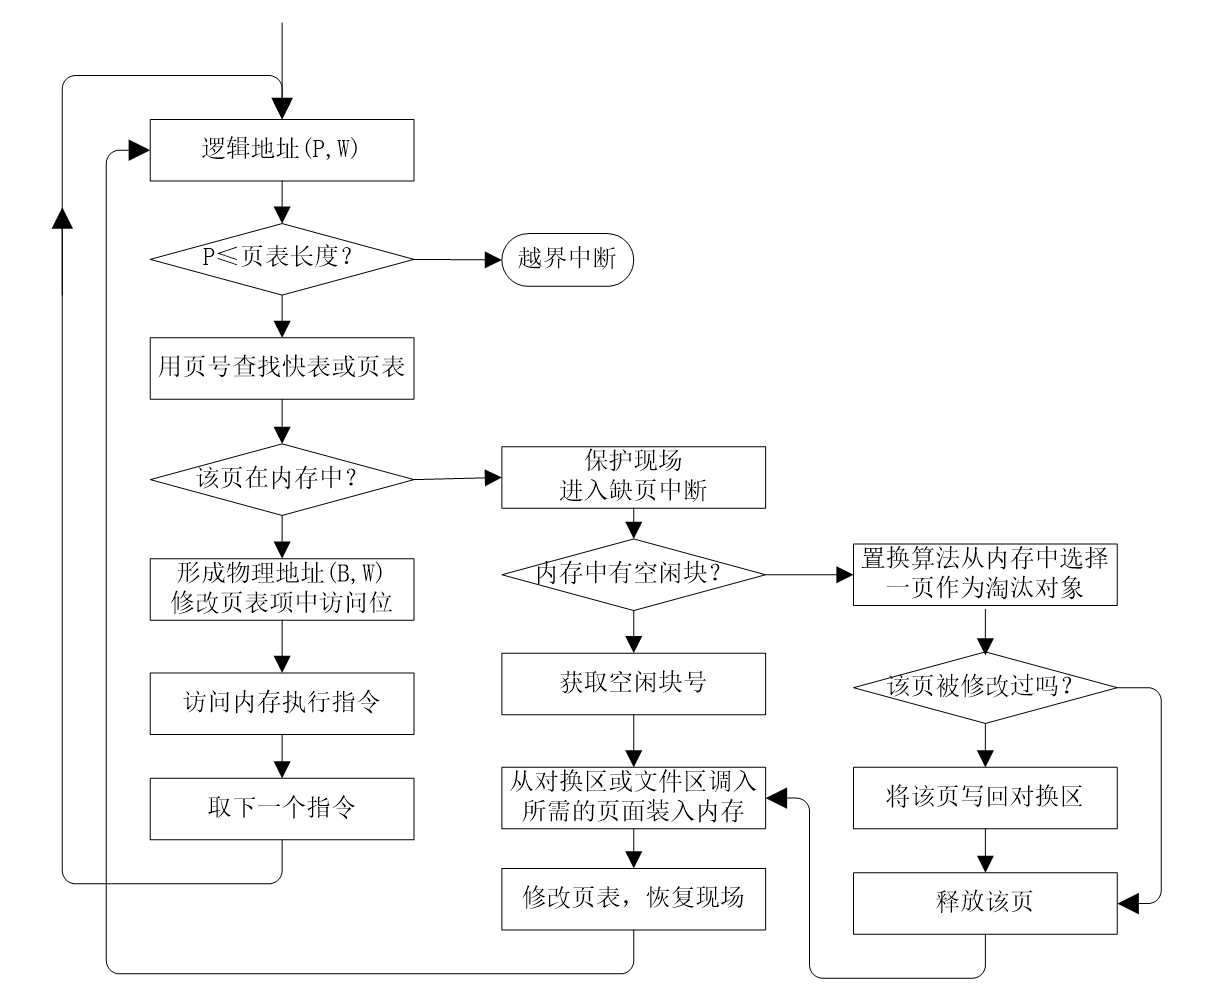 逻辑地址(P,W)
P≤页表长度？
越界中断
用页号查找快表或页表
该页在内存中？
保护现场
进入缺页中断
形成物理地址(B,W)
修改页表项中访问位
内存中有空闲块？
置换算法从内存中选择
一页作为淘汰对象
访问内存执行指令
获取空闲块号
该页被修改过吗？
取下一个指令
从对换区或文件区调入
所需的页面装入内存
将该页写回对换区
修改页表，恢复现场
释放该页